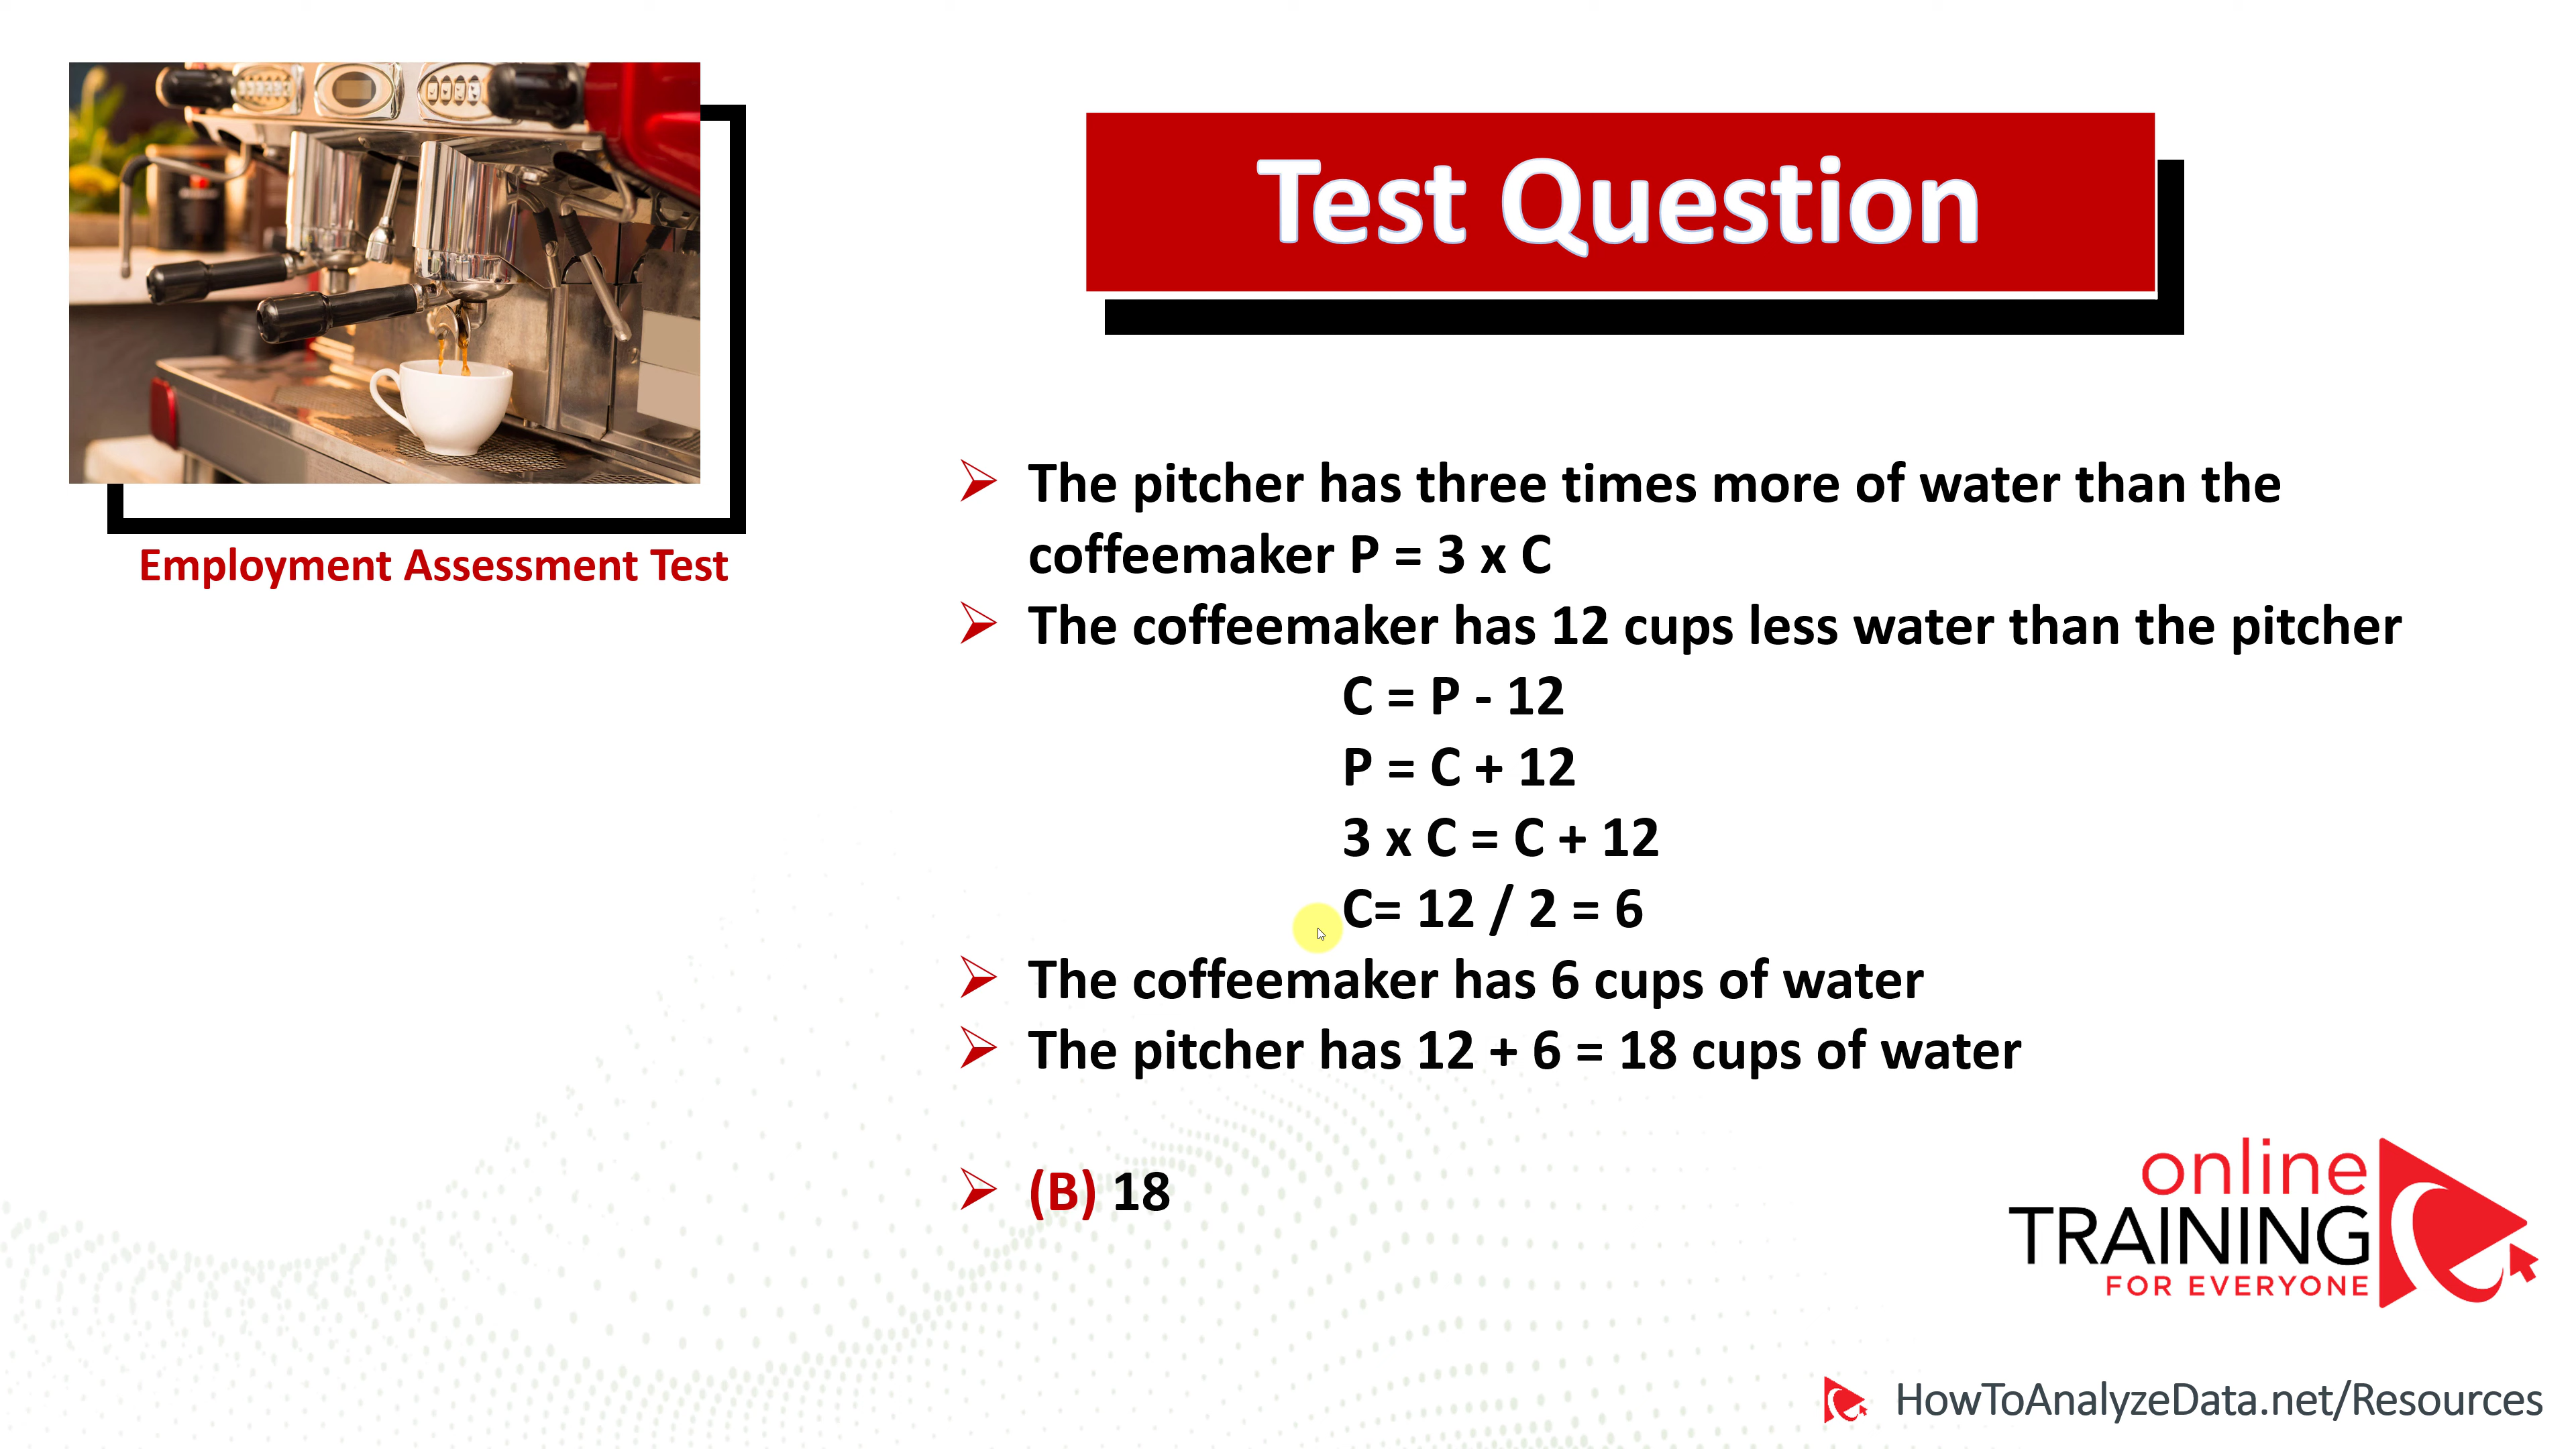 Test Question
Employment Assessment Test
The pitcher has three times more of water than the
coffeemaker P = 3 x C
The coffeemaker has 12 cups less water than the pitcher
C = P - 12
P = C + 12
3 x C = C + 12
C= 12 / 2 = 6
The coffeemaker has 6 cups of water
The pitcher has 12 + 6 = 18 cups of water
(B) 18
online
TRAINING
FOR EVERYONE
HowToAnalyzeData.net/Resources